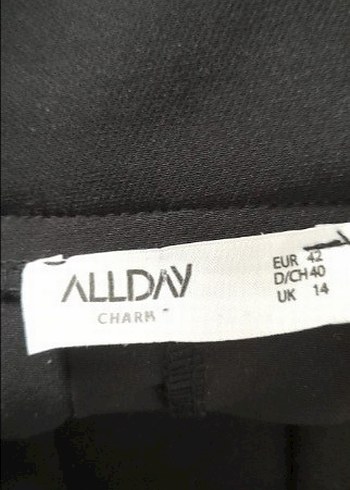 ALLDAY
CHARM
EUR 42
D/CH 40
UK 14